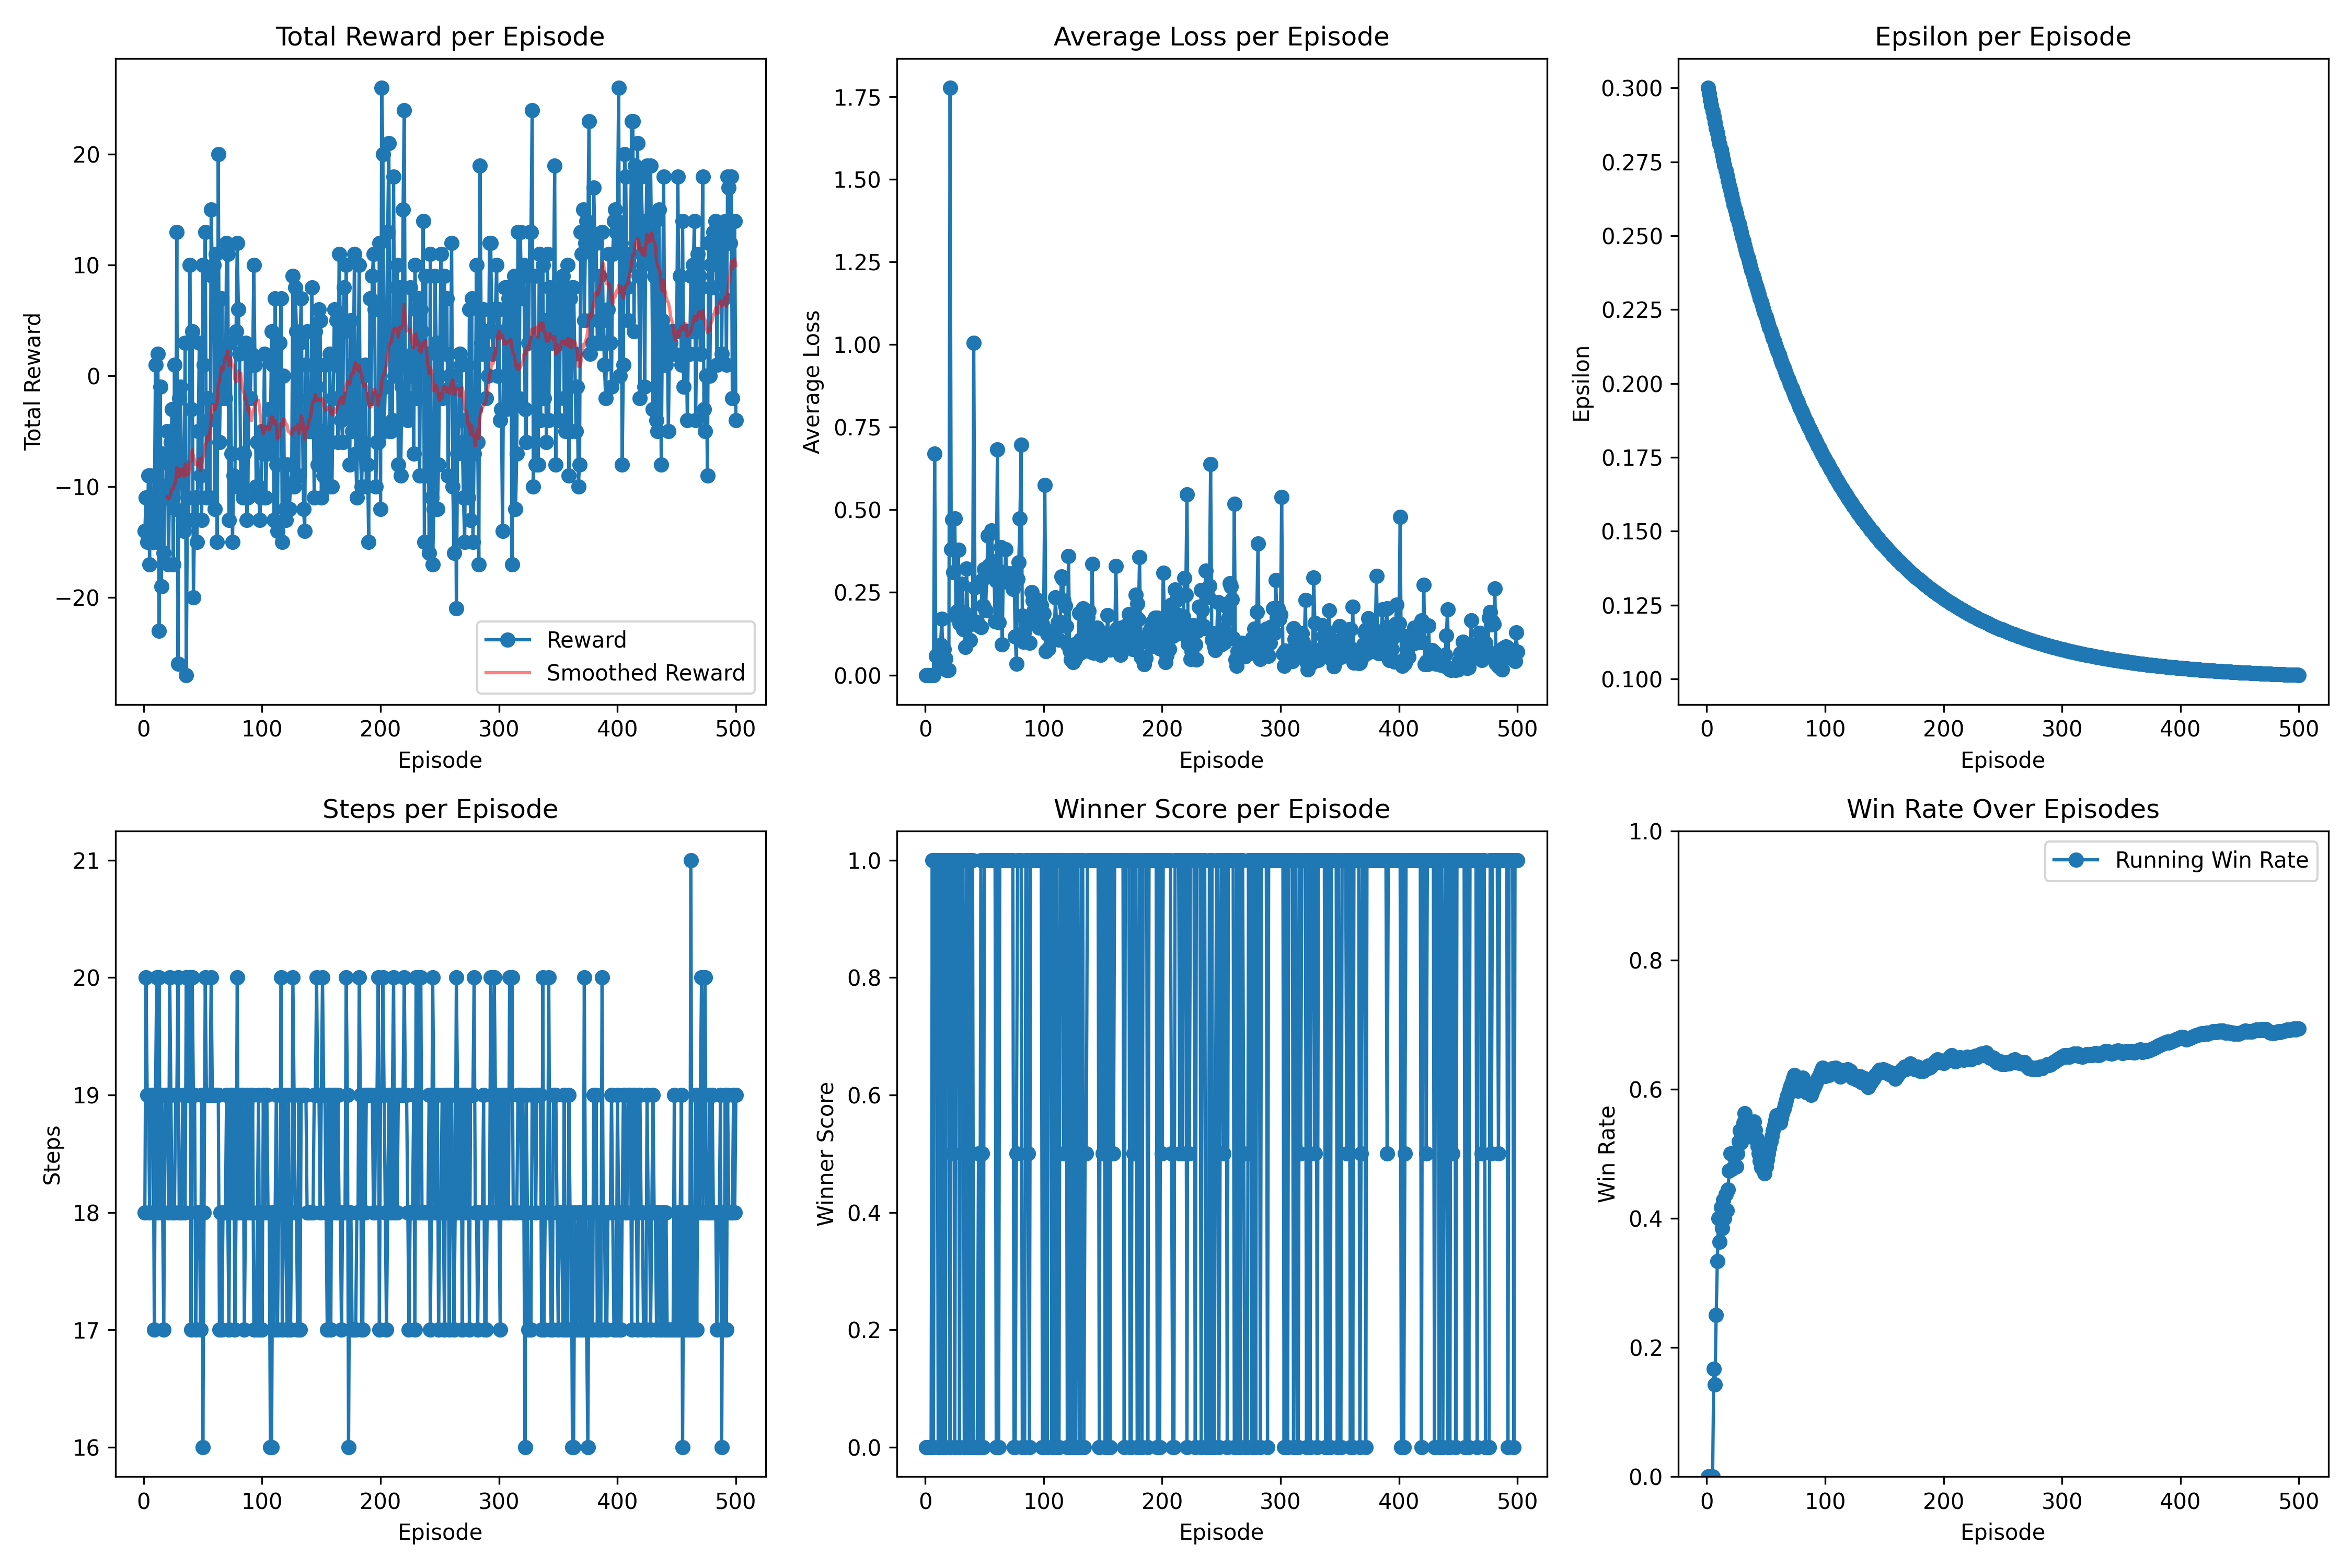 Total Reward per Episode
Total Reward
20
10
0
−10
−20
Reward
Smoothed Reward
0 100 200 300 400 500
Episode
Average Loss per Episode
Average Loss
1.75
1.50
1.25
1.00
0.75
0.50
0.25
0.00
0 100 200 300 400 500
Episode
Epsilon per Episode
Epsilon
0.300
0.275
0.250
0.225
0.200
0.175
0.150
0.125
0.100
0 100 200 300 400 500
Episode
Steps per Episode
Steps
21
20
19
18
17
16
0 100 200 300 400 500
Episode
Winner Score per Episode
Winner Score
1.0
0.8
0.6
0.4
0.2
0.0
0 100 200 300 400 500
Episode
Win Rate Over Episodes
Win Rate
1.0
0.8
0.6
0.4
0.2
0.0
Running Win Rate
0 100 200 300 400 500
Episode